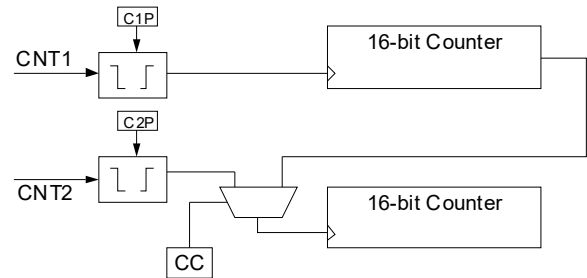 C1P
16-bit Counter
CNT1
C2P
CNT2
16-bit Counter
CC